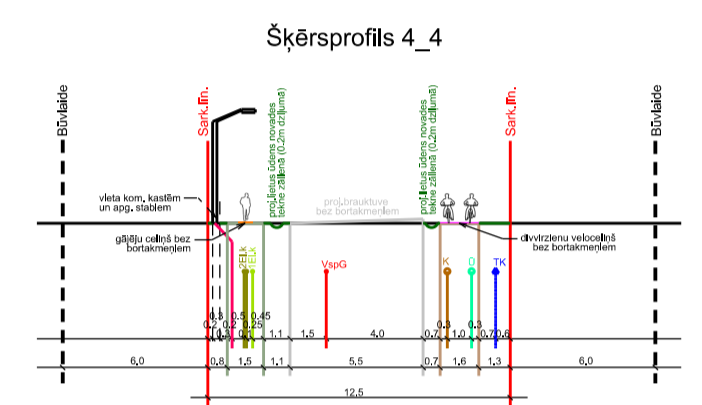 Šķērsprofils 4_4
Būvlaide
Sark.līn.
proj.lietus ūdens novades
tekne zālienā (0.2m dziļumā)
proj.lietus ūdens novades
tekne zālienā (0.2m dziļumā)
Sark.līn.
Būvlaide
vieta kom. kastēm
un apg. stabiem
proj.brauktuve
bez bortakmeņiem
gājēju celiņš bez
bortakmeņiem
divvirzienu veloceliņš
bez bortakmeņiem
2ELk
1ELk
VspG
K
O
TK
0.3 0.5 0.45
0.2 0.2 0.25 0.3 0.3
0.3 0.1 1.1 1.5 4.0 0.7 1.0 0.7 0.6
6.0 0.8 1.5 1.1 5.5 0.7 1.6 1.3 6.0
12.5